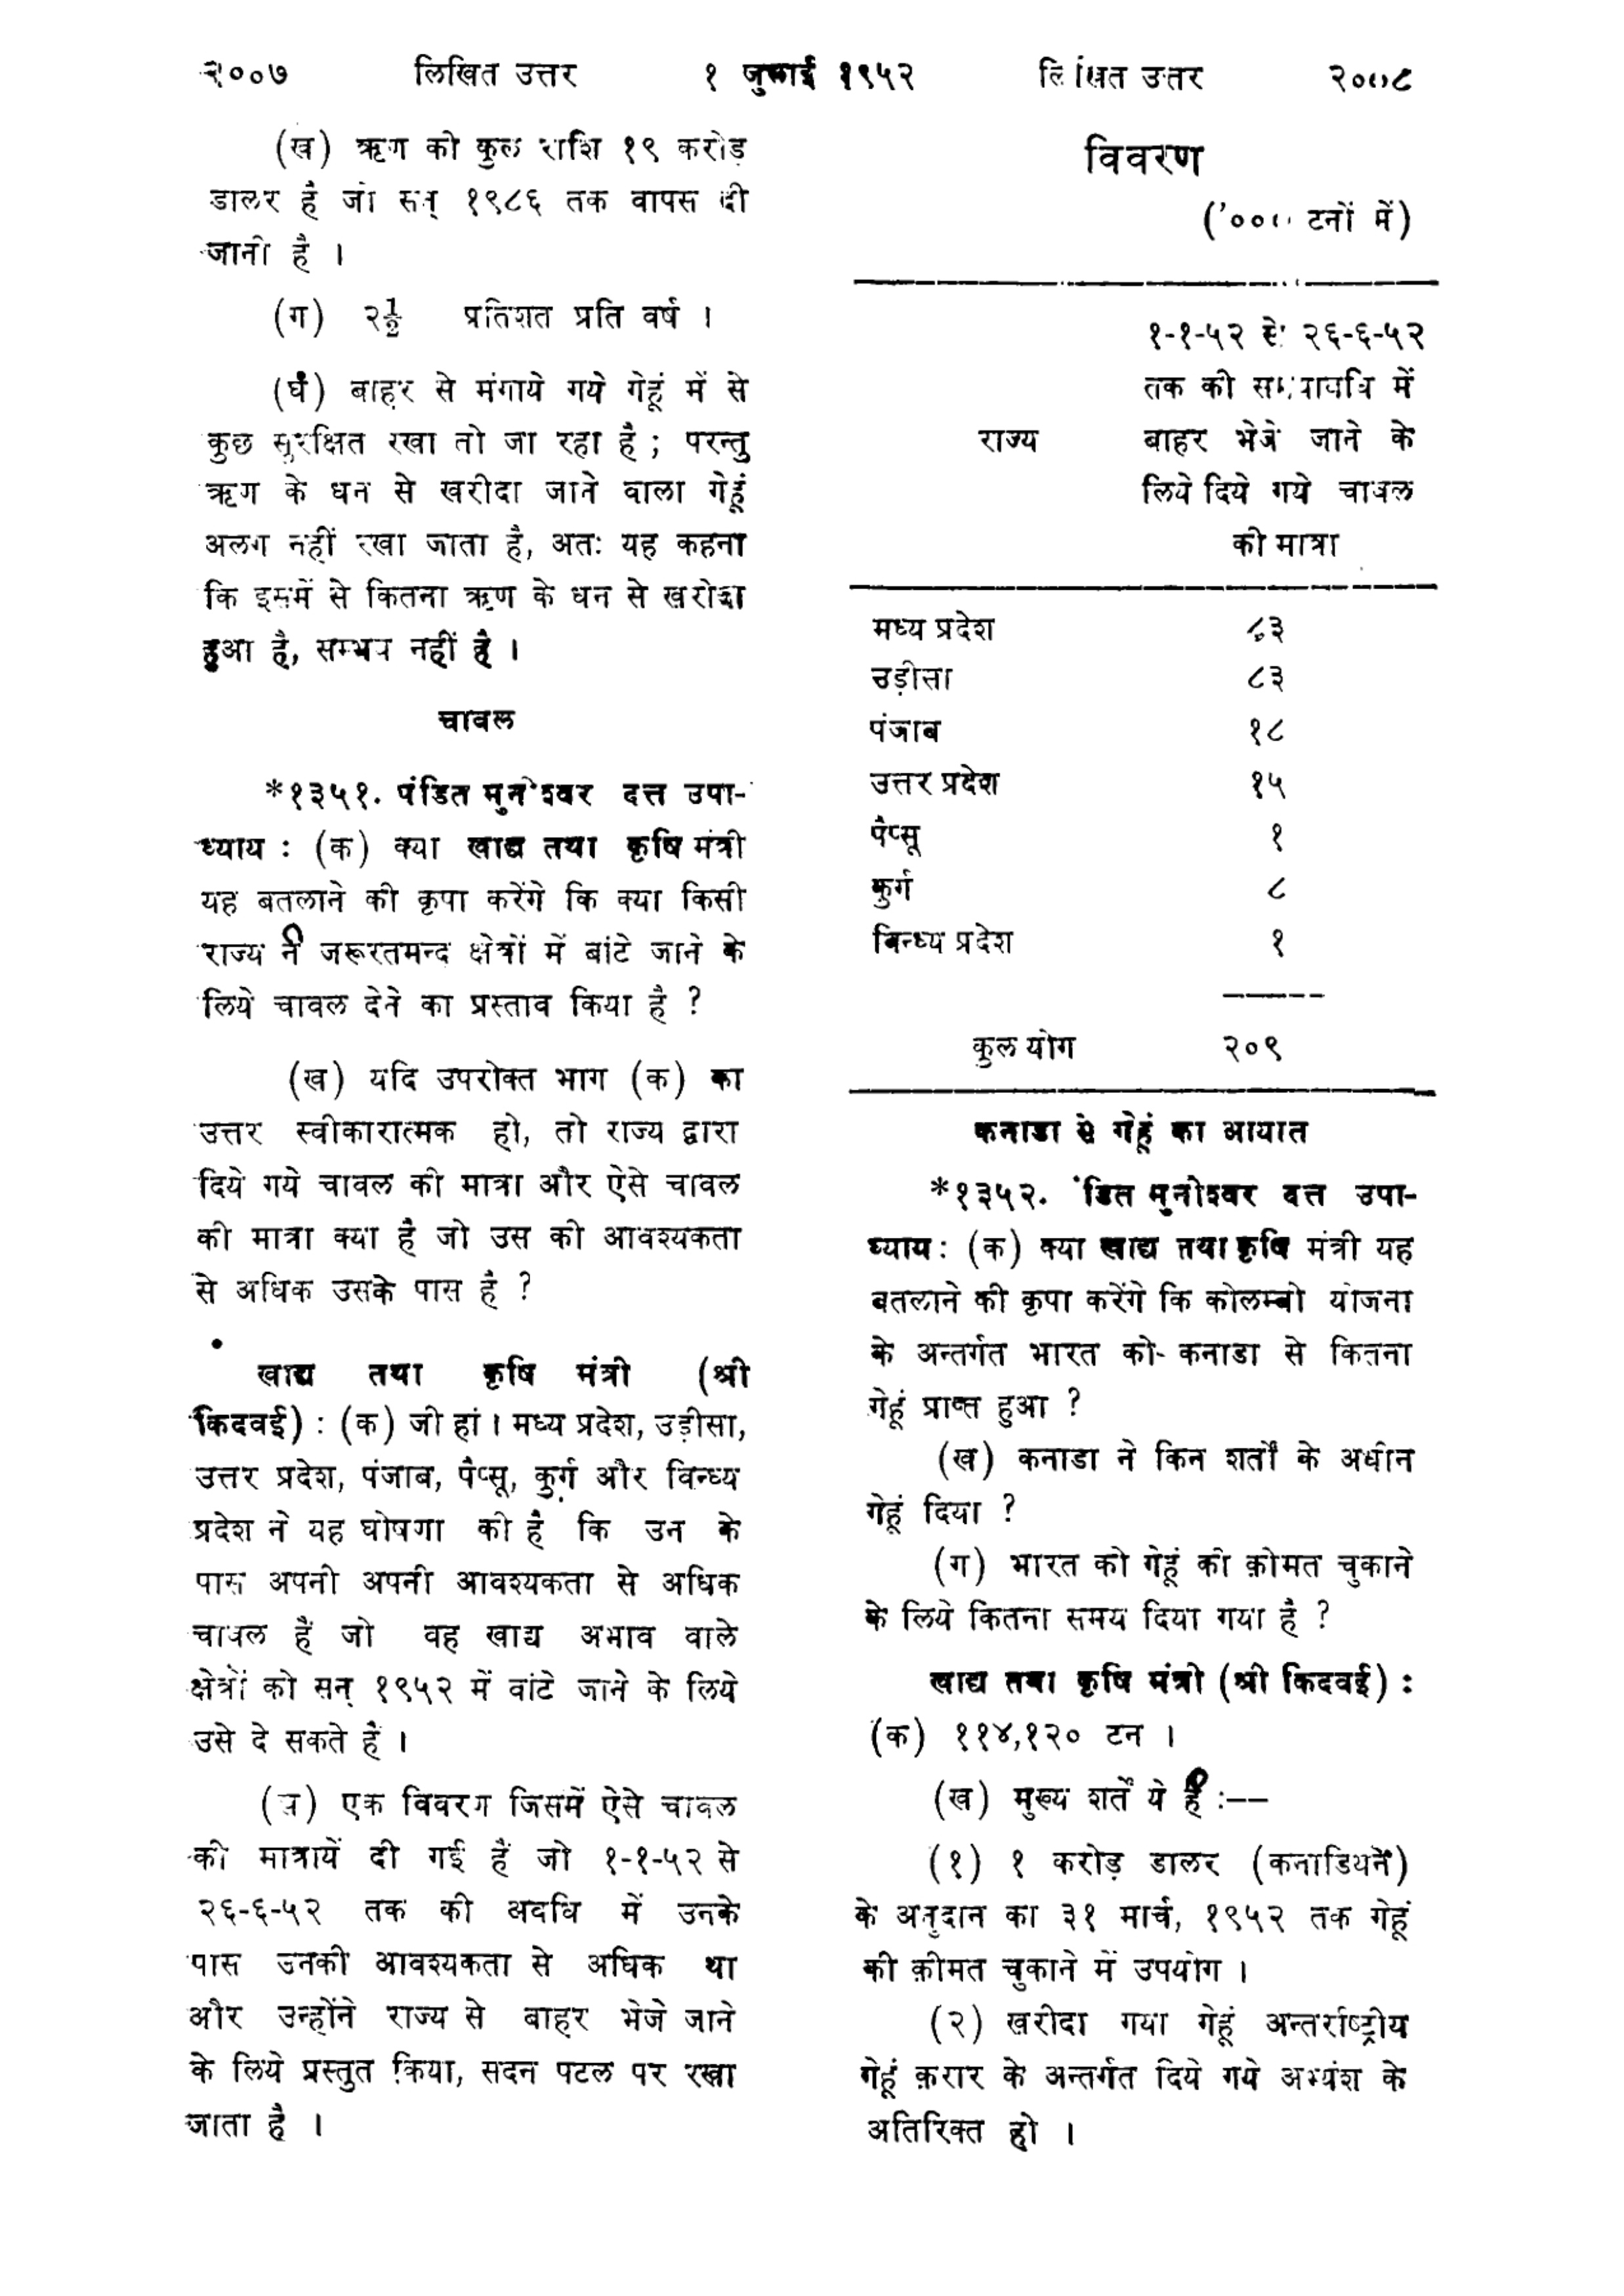 २००७ लिखित उत्तर १ जुलाई १९५२ लिखित उत्तर २००८
(ख) ऋण की कुल राशि १९ करोड़
डालर है जो सन् १९८६ तक वापस दी
जानी है ।
(ग) २½ प्रतिशत प्रति वर्ष ।
(घ) बाहर से मंगाये गये गेहूं में से
कुछ सुरक्षित रखा तो जा रहा है ; परन्तु
ऋण के धन से खरीदा जाने वाला गेहूं
अलग नहीं रखा जाता है, अतः यह कहना
कि इसमें से कितना ऋण के धन से खरीदा
हुआ है, सम्भव नहीं है ।
चावल
*१३५१. पंडित मुनीश्वर दत्त उपा-
ध्याय : (क) क्या खाद्य तथा कृषि मंत्री
यह बतलाने की कृपा करेंगे कि क्या किसी
राज्य ने जरूरतमन्द क्षेत्रों में बांटे जाने के
लिये चावल देने का प्रस्ताव किया है ?
(ख) यदि उपरोक्त भाग (क) का
उत्तर स्वीकारात्मक हो, तो राज्य द्वारा
दिये गये चावल की मात्रा और ऐसे चावल
की मात्रा क्या है जो उस की आवश्यकता
से अधिक उसके पास है ?
खाद्य तथा कृषि मंत्री (श्री
किदवई) : (क) जी हां । मध्य प्रदेश, उड़ीसा,
उत्तर प्रदेश, पंजाब, पैप्सू, कुर्ग और विन्ध्य
प्रदेश ने यह घोषणा की है कि उन के
पास अपनी अपनी आवश्यकता से अधिक
चावल हैं जो वह खाद्य अभाव वाले
क्षेत्रों को सन् १९५२ में बांटे जाने के लिये
उसे दे सकते हैं ।
(ख) एक विवरण जिसमें ऐसे चावल
की मात्रायें दी गई हैं जो १-१-५२ से
२६-६-५२ तक की अवधि में उनके
पास उनकी आवश्यकता से अधिक था
और उन्होंने राज्य से बाहर भेजे जाने
के लिये प्रस्तुत किया, सदन पटल पर रखा
जाता है ।
विवरण
('००० टनों में)
१-१-५२ से २६-६-५२
तक की समयावधि में
राज्य बाहर भेजे जाने के
लिये दिये गये चावल
की मात्रा
मध्य प्रदेश ८३
उड़ीसा ८३
पंजाब १८
उत्तर प्रदेश १५
पैप्सू १
कुर्ग ८
विन्ध्य प्रदेश १
कुल योग २०९
कनाडा से गेहूं का आयात
*१३५२. पंडित मुनीश्वर दत्त उपा-
ध्याय : (क) क्या खाद्य तथा कृषि मंत्री यह
बतलाने की कृपा करेंगे कि कोलम्बो योजना
के अन्तर्गत भारत को- कनाडा से कितना
गेहूं प्राप्त हुआ ?
(ख) कनाडा ने किन शर्तों के अधीन
गेहूं दिया ?
(ग) भारत को गेहूं की क़ीमत चुकाने
के लिये कितना समय दिया गया है ?
खाद्य तथा कृषि मंत्री (श्री किदवई) :
(क) ११४,१२० टन ।
(ख) मुख्य शर्तें ये हैं :--
(१) १ करोड़ डालर (कनाडियन)
के अनुदान का ३१ मार्च, १९५२ तक गेहूं
की क़ीमत चुकाने में उपयोग ।
(२) खरीदा गया गेहूं अन्तर्राष्ट्रीय
गेहूं क़रार के अन्तर्गत दिये गये अभ्यंश के
अतिरिक्त हो ।